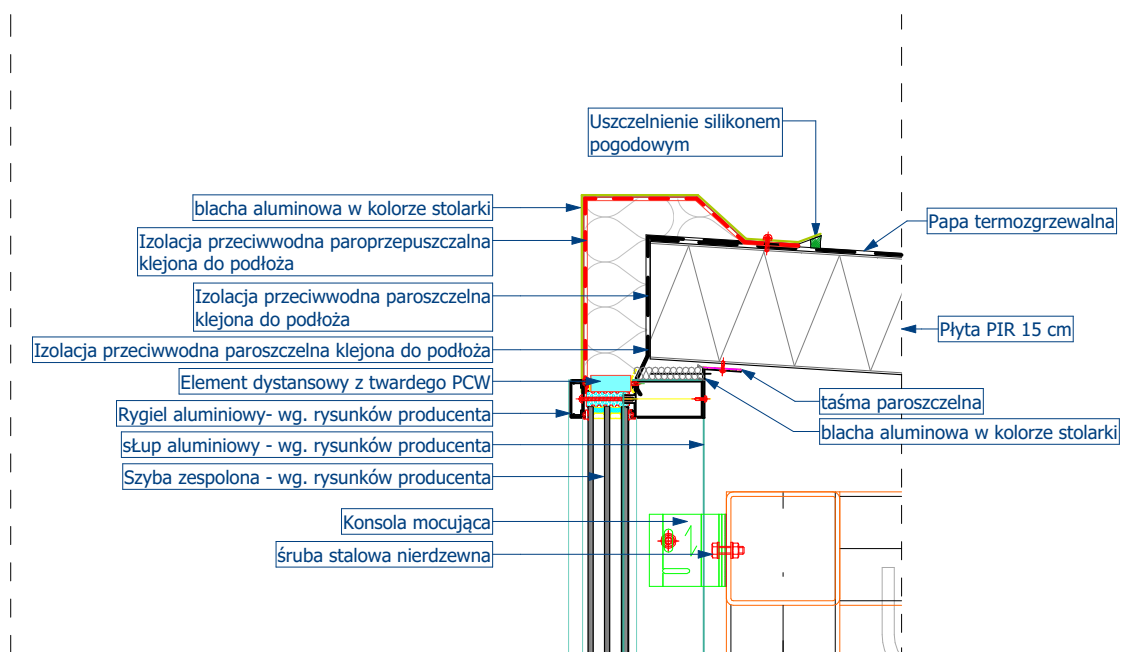 Uszczelnienie silikonem
pogodowym
blacha aluminowa w kolorze stolarki
Papa termozgrzewalna
Izolacja przeciwwodna paroprzepuszczalna
klejona do podłoża
Izolacja przeciwwodna paroszczelna
klejona do podłoża
Płyta PIR 15 cm
Izolacja przeciwwodna paroszczelna klejona do podłoża
Element dystansowy z twardego PCW
taśma paroszczelna
Rygiel aluminiowy- wg. rysunków producenta
blacha aluminowa w kolorze stolarki
słup aluminiowy - wg. rysunków producenta
Szyba zespolona - wg. rysunków producenta
Konsola mocująca
śruba stalowa nierdzewna